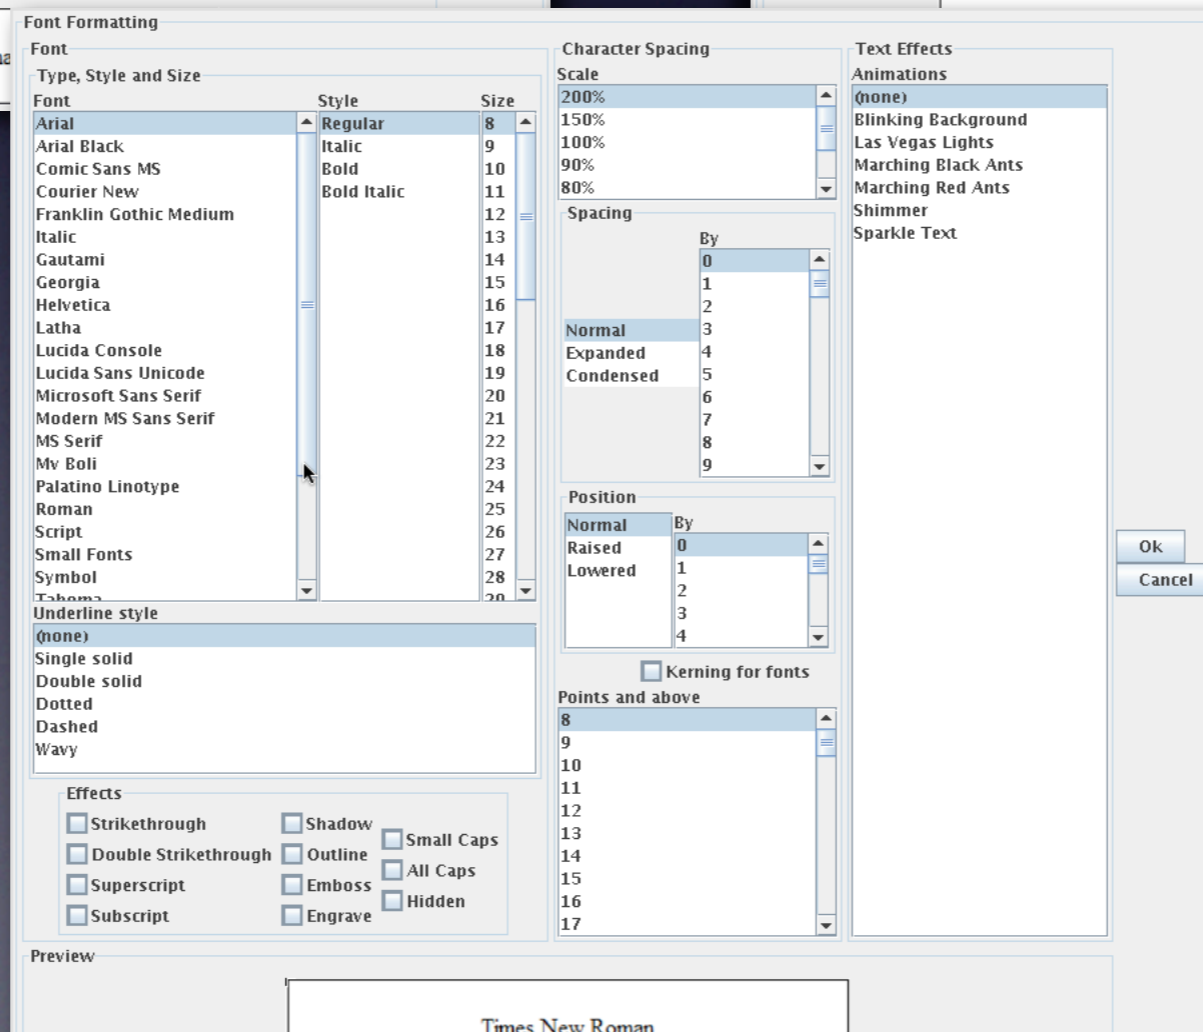 Font Formatting
Font
Type, Style and Size
Font
Arial
Arial Black
Comic Sans MS
Courier New
Franklin Gothic Medium
Italic
Gautami
Georgia
Helvetica
Latha
Lucida Console
Lucida Sans Unicode
Microsoft Sans Serif
Modern MS Sans Serif
MS Serif
Mv Boli
Palatino Linotype
Roman
Script
Small Fonts
Symbol
Tahoma
Style
Regular
Italic
Bold
Bold Italic
Size
8
9
10
11
12
13
14
15
16
17
18
19
20
21
22
23
24
25
26
27
28
29
Underline style
(none)
Single solid
Double solid
Dotted
Dashed
Wavy
Effects
Strikethrough
Double Strikethrough
Superscript
Subscript
Shadow
Outline
Emboss
Engrave
Small Caps
All Caps
Hidden
Character Spacing
Scale
200%
150%
100%
90%
80%
Spacing
Normal
Expanded
Condensed
By
0
1
2
3
4
5
6
7
8
9
Position
Normal
Raised
Lowered
By
0
1
2
3
4
Kerning for fonts
Points and above
8
9
10
11
12
13
14
15
16
17
Text Effects
Animations
(none)
Blinking Background
Las Vegas Lights
Marching Black Ants
Marching Red Ants
Shimmer
Sparkle Text
Ok
Cancel
Preview
Times New Roman